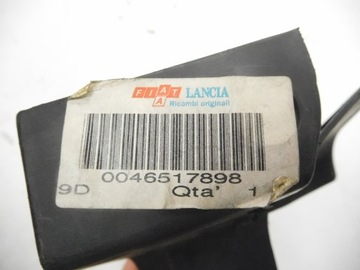 FIAT LANCIA
A
Ricambi originali
0046517898
9D Qta' 1